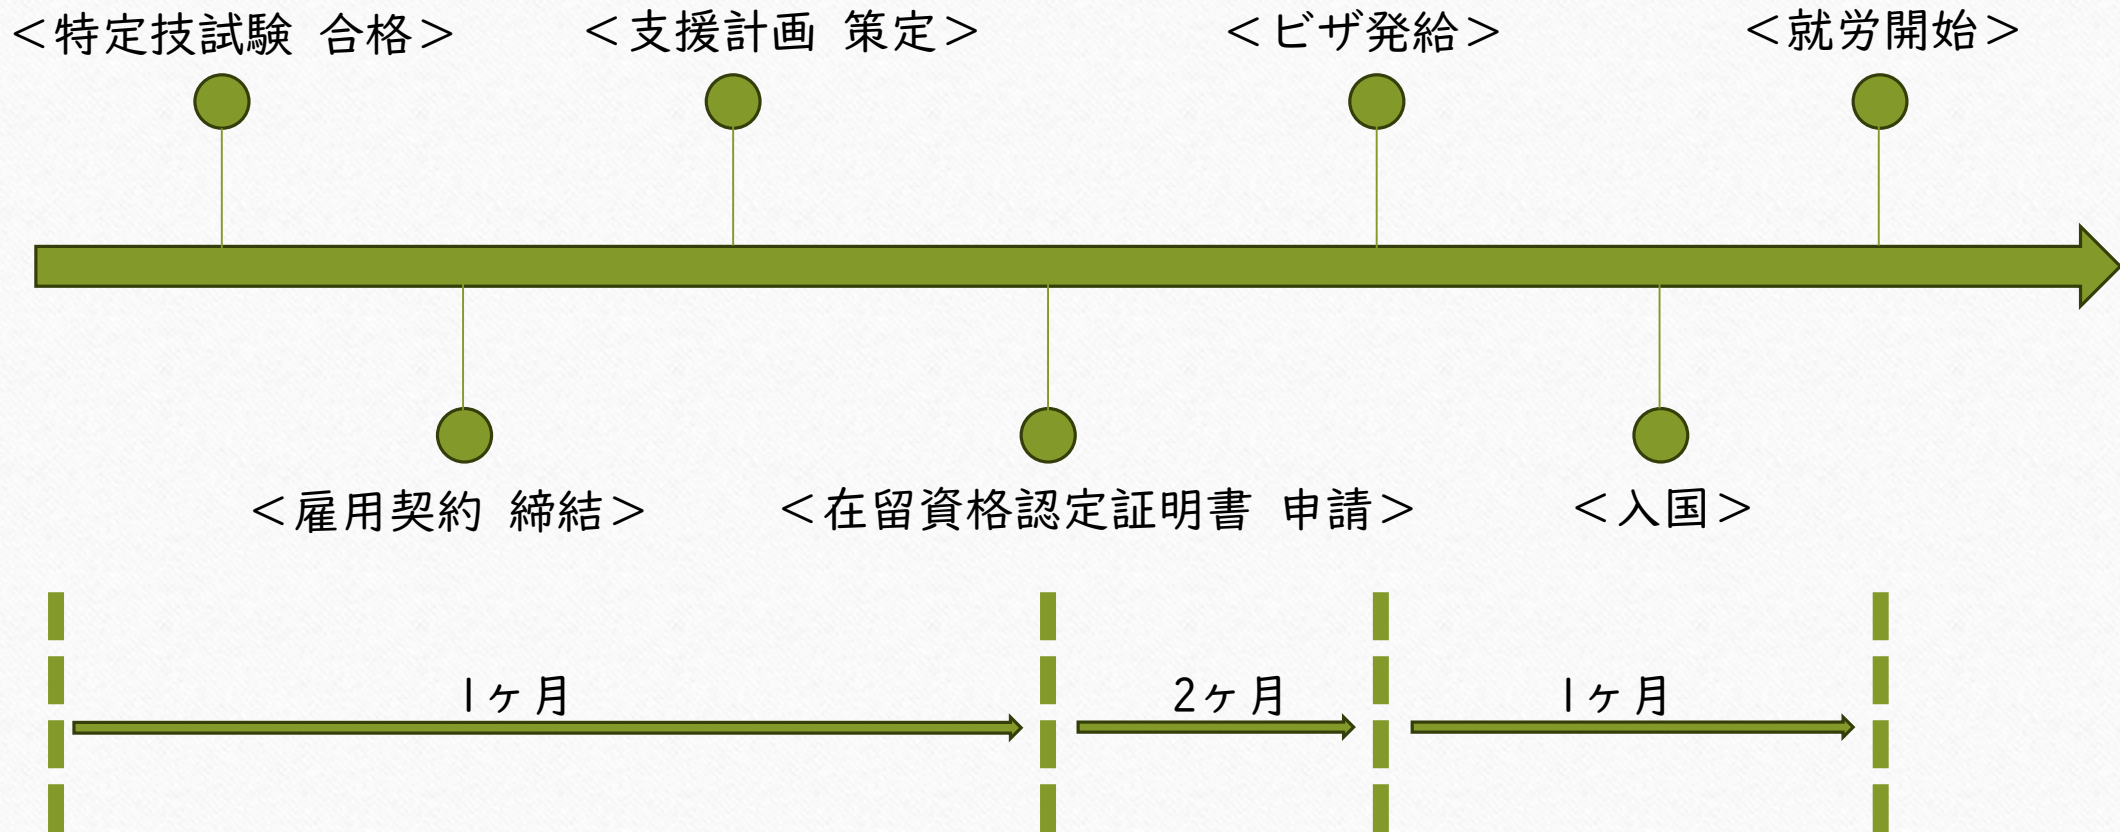 ＜特定技試験 合格＞
＜支援計画 策定＞
＜ビザ発給＞
＜就労開始＞
＜雇用契約 締結＞
＜在留資格認定証明書 申請＞
＜入国＞
1ヶ月
2ヶ月
1ヶ月